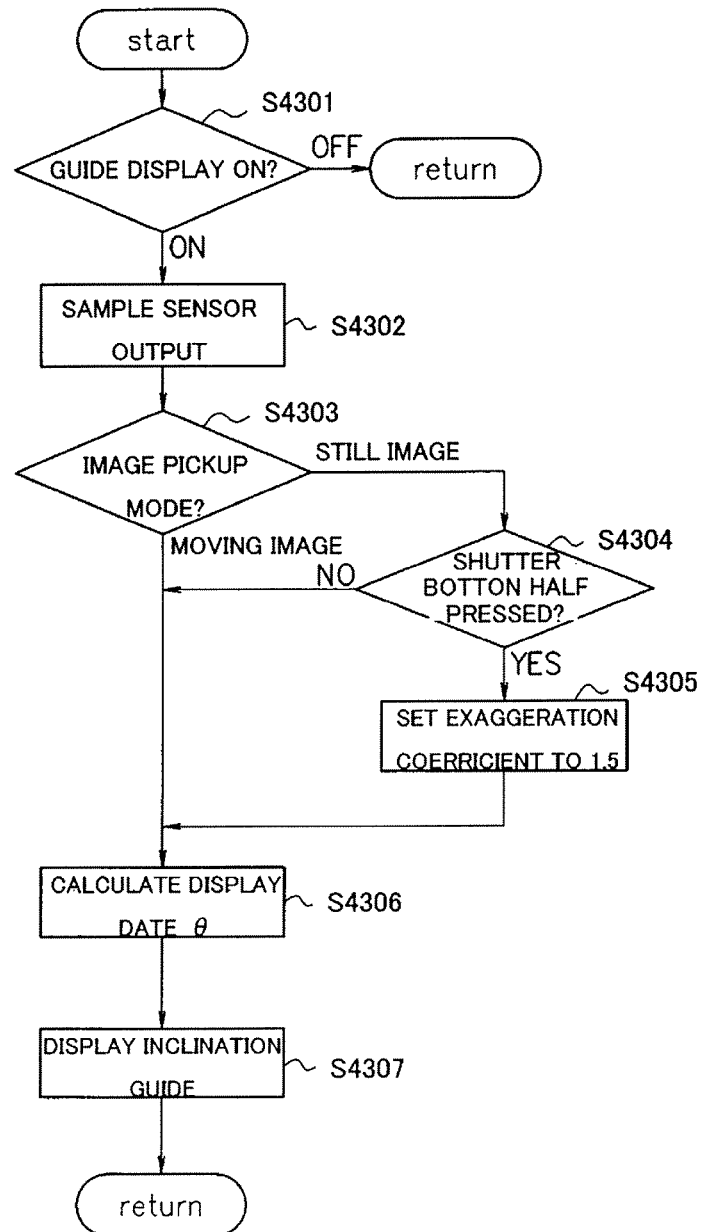 start
S4301
GUIDE DISPLAY ON?
OFF
return
ON
SAMPLE SENSOR
OUTPUT
S4302
S4303
IMAGE PICKUP
MODE?
STILL IMAGE
MOVING IMAGE
S4304
SHUTTER
BOTTON HALF
PRESSED?
NO
YES
S4305
SET EXAGGERATION
COERRICIENT TO 1.5
CALCULATE DISPLAY
DATE θ
S4306
DISPLAY INCLINATION
GUIDE
S4307
return